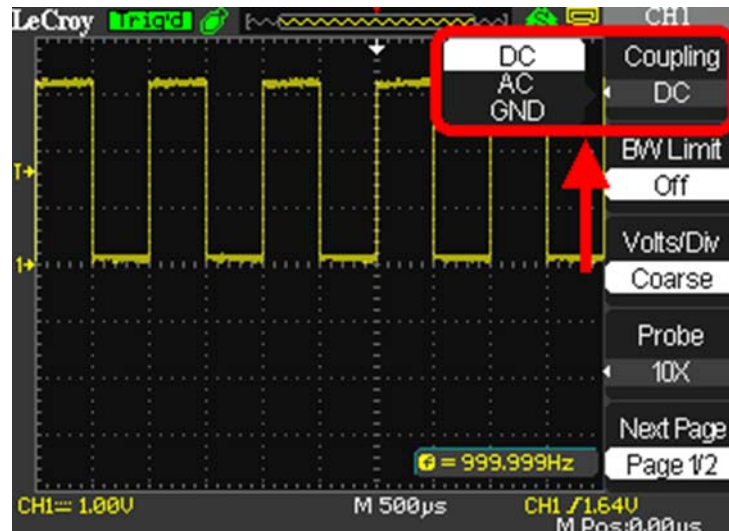 LeCroy Trig'd CH1
DC
AC
GND
Coupling
DC
BW Limit
Off
Volts/Div
Coarse
Probe
10X
Next Page
Page 1/2
T
1
f = 999.999Hz
CH1 1.00V M 500µs CH1 1.64V
M Pos:0.00µs